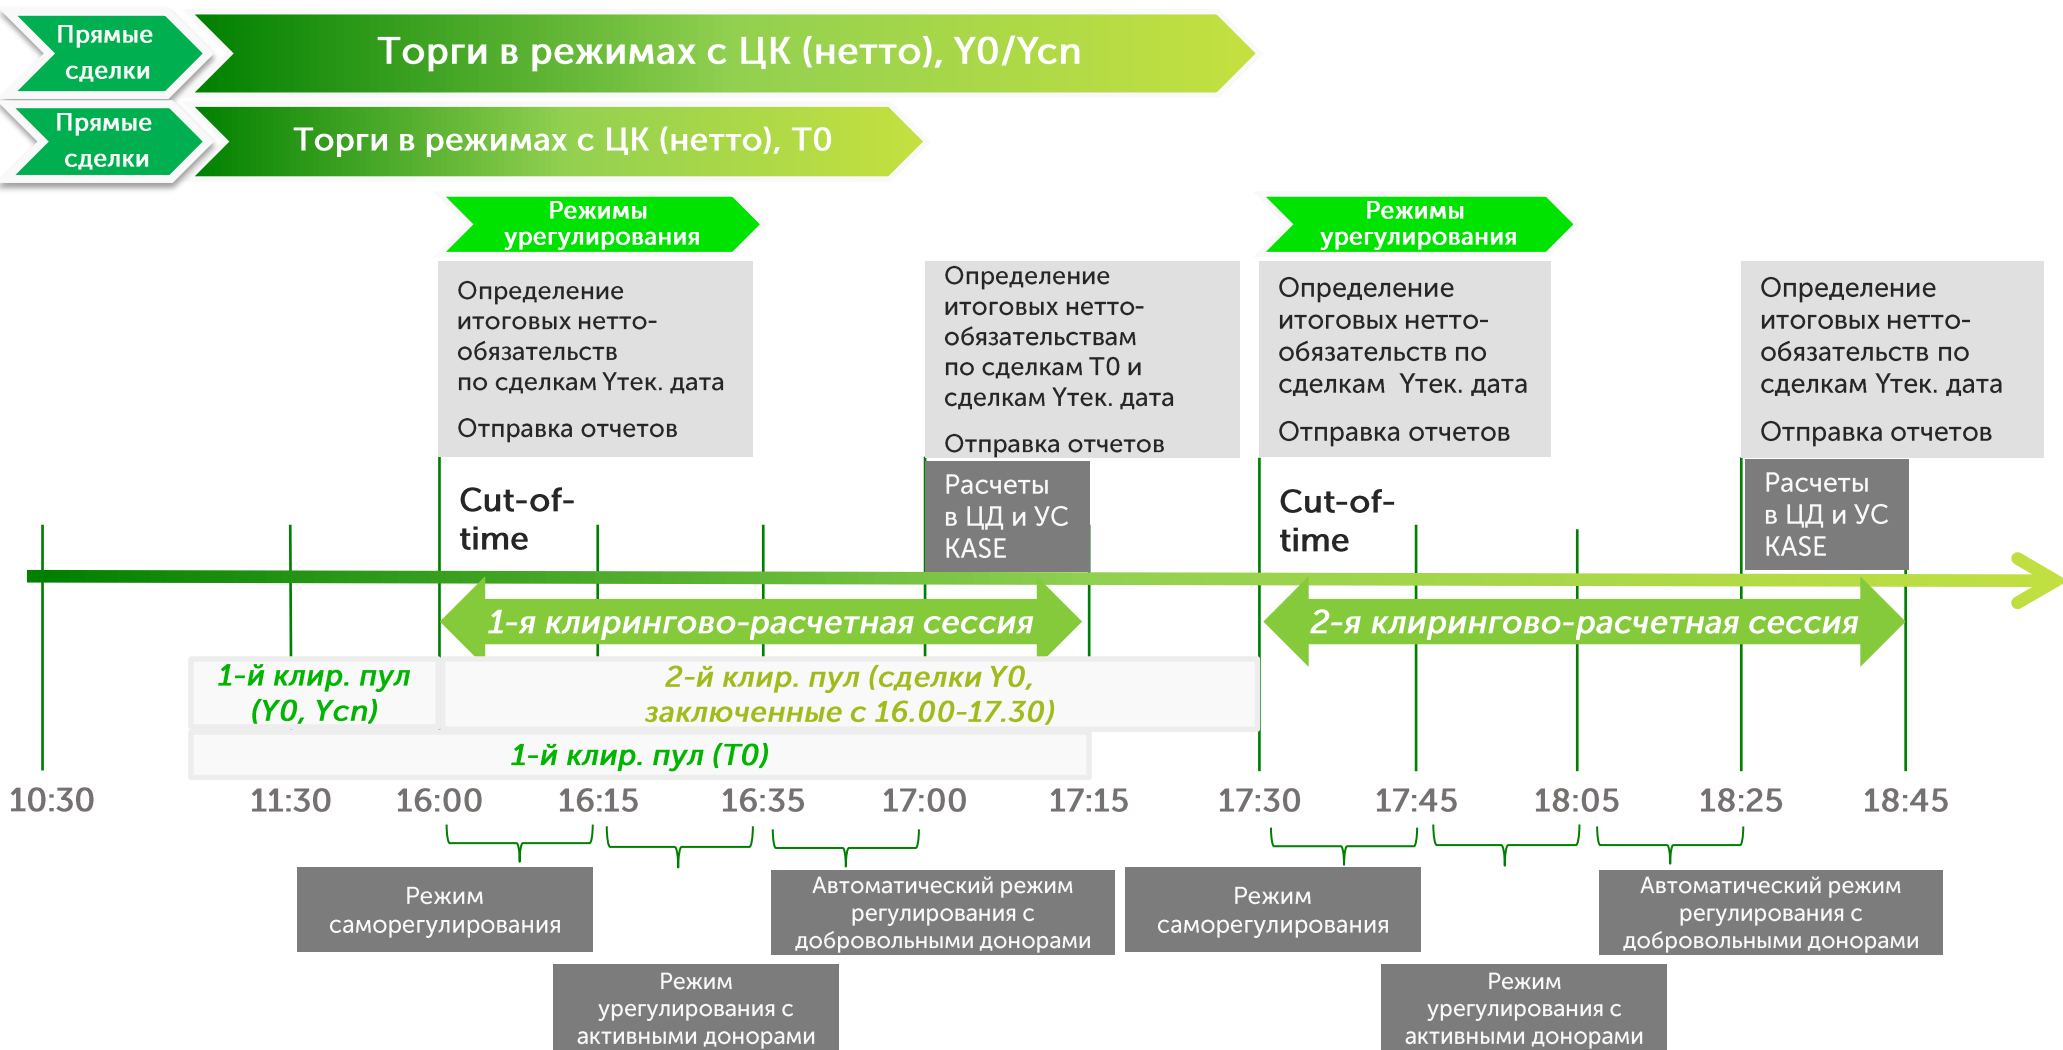 Прямые
сделки
Торги в режимах с ЦК (нетто), Y0/Yсп
Прямые
сделки
Торги в режимах с ЦК (нетто), T0
Режимы
урегулирования
Режимы
урегулирования
Определение
итоговых нетто-
обязательств
по сделкам Yтек. дата
Отправка отчетов
Определение
итоговых нетто-
обязательствам
по сделкам T0 и
сделкам Yтек. дата
Отправка отчетов
Определение
итоговых нетто-
обязательств по
сделкам  Yтек. дата
Отправка отчетов
Определение
итоговых нетто-
обязательств по
сделкам Yтек. дата
Отправка отчетов
Cut-of-
time
Расчеты
в ЦД и УС
KASE
Cut-of-
time
Расчеты
в ЦД и УС
KASE
1-я клирингово-расчетная сессия
2-я клирингово-расчетная сессия
1-й клир. пул
(Y0, Yсп)
2-й клир. пул (сделки Y0,
заключенные с 16.00-17.30)
1-й клир. пул (T0)
10:30
11:30
16:00
16:15
16:35
17:00
17:15
17:30
17:45
18:05
18:25
18:45
Режим
саморегулирования
Автоматический режим
регулирования с
добровольными донорами
Режим
саморегулирования
Автоматический режим
регулирования с
добровольными донорами
Режим
урегулирования с
активными донорами
Режим
урегулирования с
активными донорами